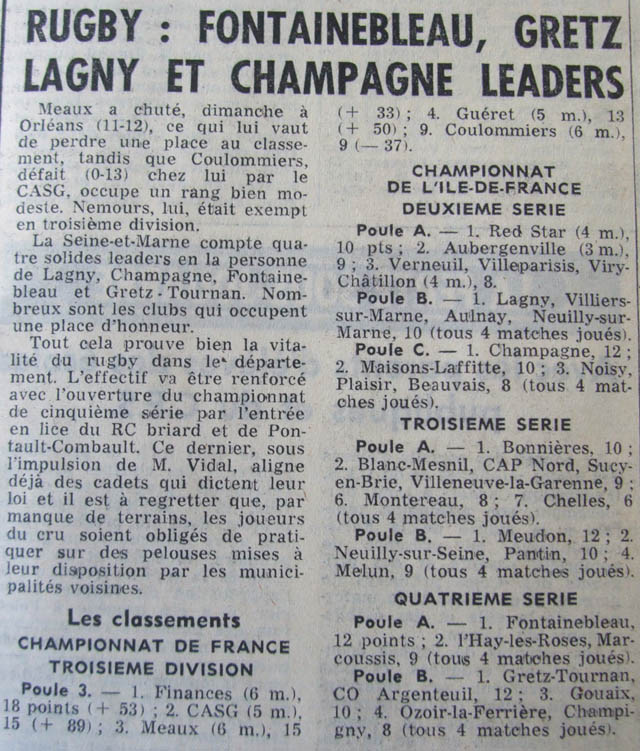 RUGBY : FONTAINEBLEAU, GRETZ
LAGNY ET CHAMPAGNE LEADERS
Meaux a chuté, dimanche à
Orléans (11-12), ce qui lui vaut
de perdre une place au classe-
ment, tandis que Coulommiers,
défait (0-13) chez lui par le
CASG, occupe un rang bien mo-
deste. Nemours, lui, était exempt
en troisième division.
La Seine-et-Marne compte qua-
tre solides leaders en la personne
de Lagny, Champagne, Fontaine-
bleau et Gretz-Tournan. Nom-
breux sont les clubs qui occupent
une place d'honneur.
Tout cela prouve bien la vita-
lité du rugby dans le départe-
ment. L'effectif va être renforcé
avec l'ouverture du championnat
de cinquième série par l'entrée
en lice du RC briard et de Pon-
tault-Combault. Ce dernier, sous
l'impulsion de M. Vidal, aligne
déjà des cadets qui dictent leur
loi et il est à regretter que, par
manque de terrains, les joueurs
du cru soient obligés de prati-
quer sur des pelouses mises à
leur disposition par les munici-
palités voisines.
Les classements
CHAMPIONNAT DE FRANCE
TROISIEME DIVISION
Poule 3. — 1. Finances (6 m.),
18 points (+ 53) ; 2. CASG (5 m.),
15 (+ 89) ; 3. Meaux (6 m.), 15
(+ 33) ; 4. Guéret (5 m.), 13
(+ 50) ; 9. Coulommiers (6 m.),
9 (— 37).
CHAMPIONNAT
DE L'ILE-DE-FRANCE
DEUXIEME SERIE
Poule A. — 1. Red Star (4 m.),
10 pts ; 2. Aubergenville (3 m.),
9 ; 3. Verneuil, Villeparisis, Viry-
Châtillon (4 m.), 8.
Poule B. — 1. Lagny, Villiers-
sur-Marne, Aulnay, Neuilly-sur-
Marne, 10 (tous 4 matches joués).
Poule C. — 1. Champagne, 12 ;
2. Maisons-Laffitte, 10 ; 3. Noisy,
Plaisir, Beauvais, 8 (tous 4 mat-
ches joués).
TROISIEME SERIE
Poule A. — 1. Bonnières, 10 ;
2. Blanc-Mesnil, CAP Nord, Sucy-
en-Brie, Villeneuve-la-Garenne, 9 ;
6. Montereau, 8 ; 7. Chelles, 6
(tous 4 matches joués).
Poule B. — 1. Meudon, 12 ; 2.
Neuilly-sur-Seine, Pantin, 10 ; 4.
Melun, 9 (tous 4 matches joués).
QUATRIEME SERIE
Poule A. — 1. Fontainebleau,
12 points ; 2. l'Hay-les-Roses, Mar-
coussis, 9 (tous 4 matches joués).
Poule B. — 1. Gretz-Tournan,
CO Argenteuil, 12 ; 3. Gouaix,
10 ; 4. Ozoir-la-Ferrière, Champi-
gny, 8 (tous 4 matches joués).